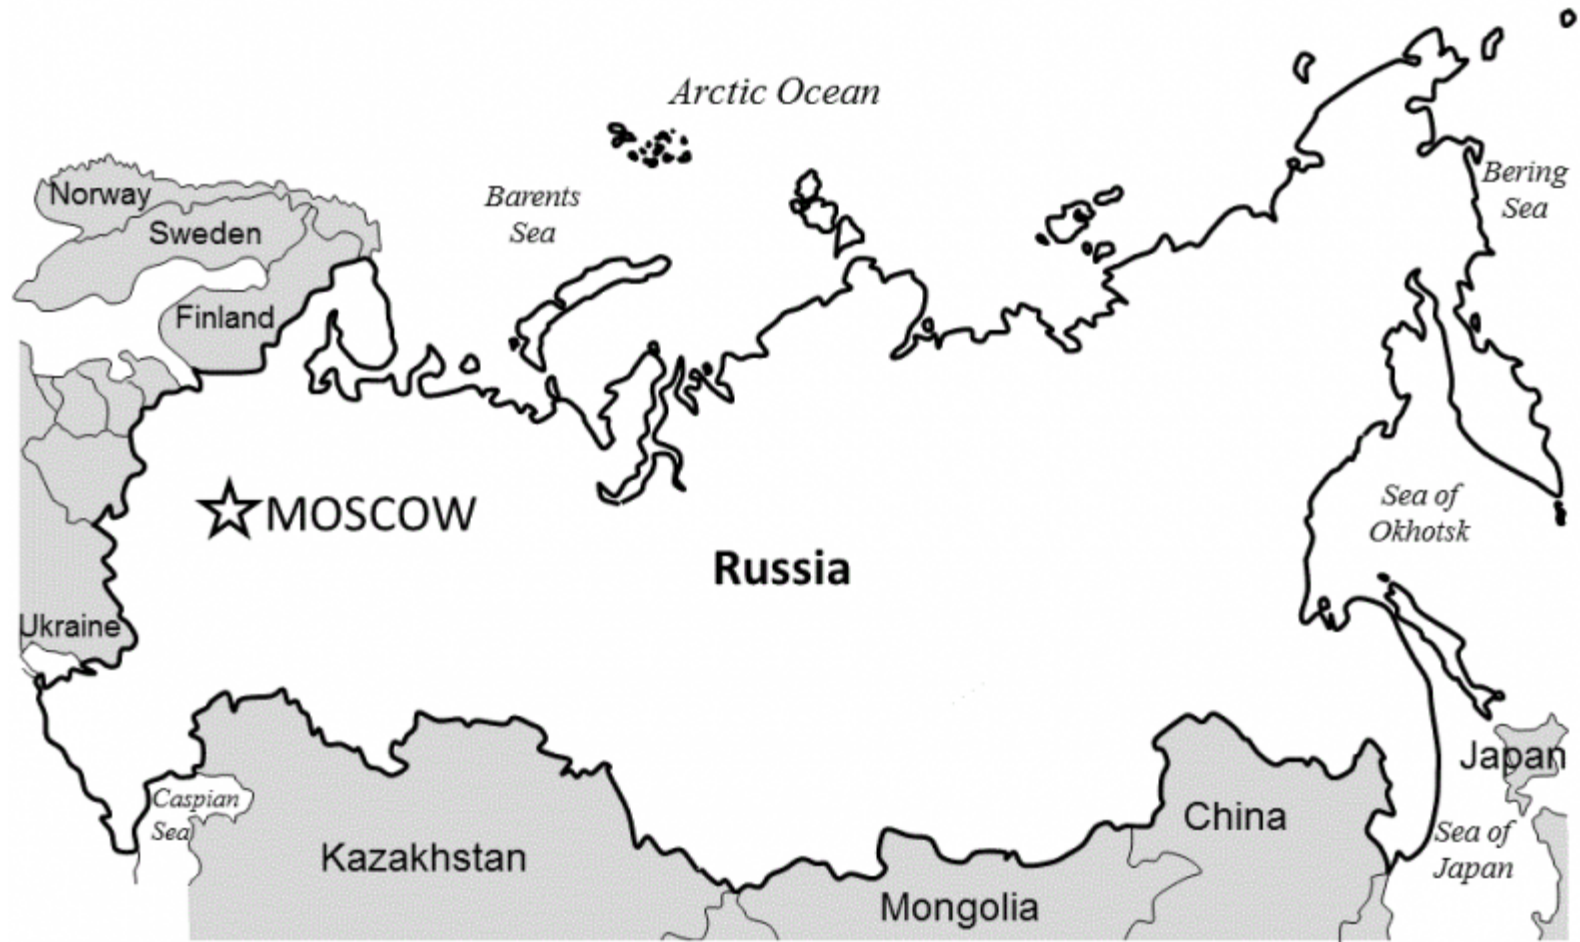 Arctic Ocean
Barents
Sea
Bering
Sea
Norway
Sweden
Finland
MOSCOW
Sea of
Okhotsk
Russia
Ukraine
Japan
Caspian
Sea
China
Sea of
Japan
Kazakhstan
Mongolia